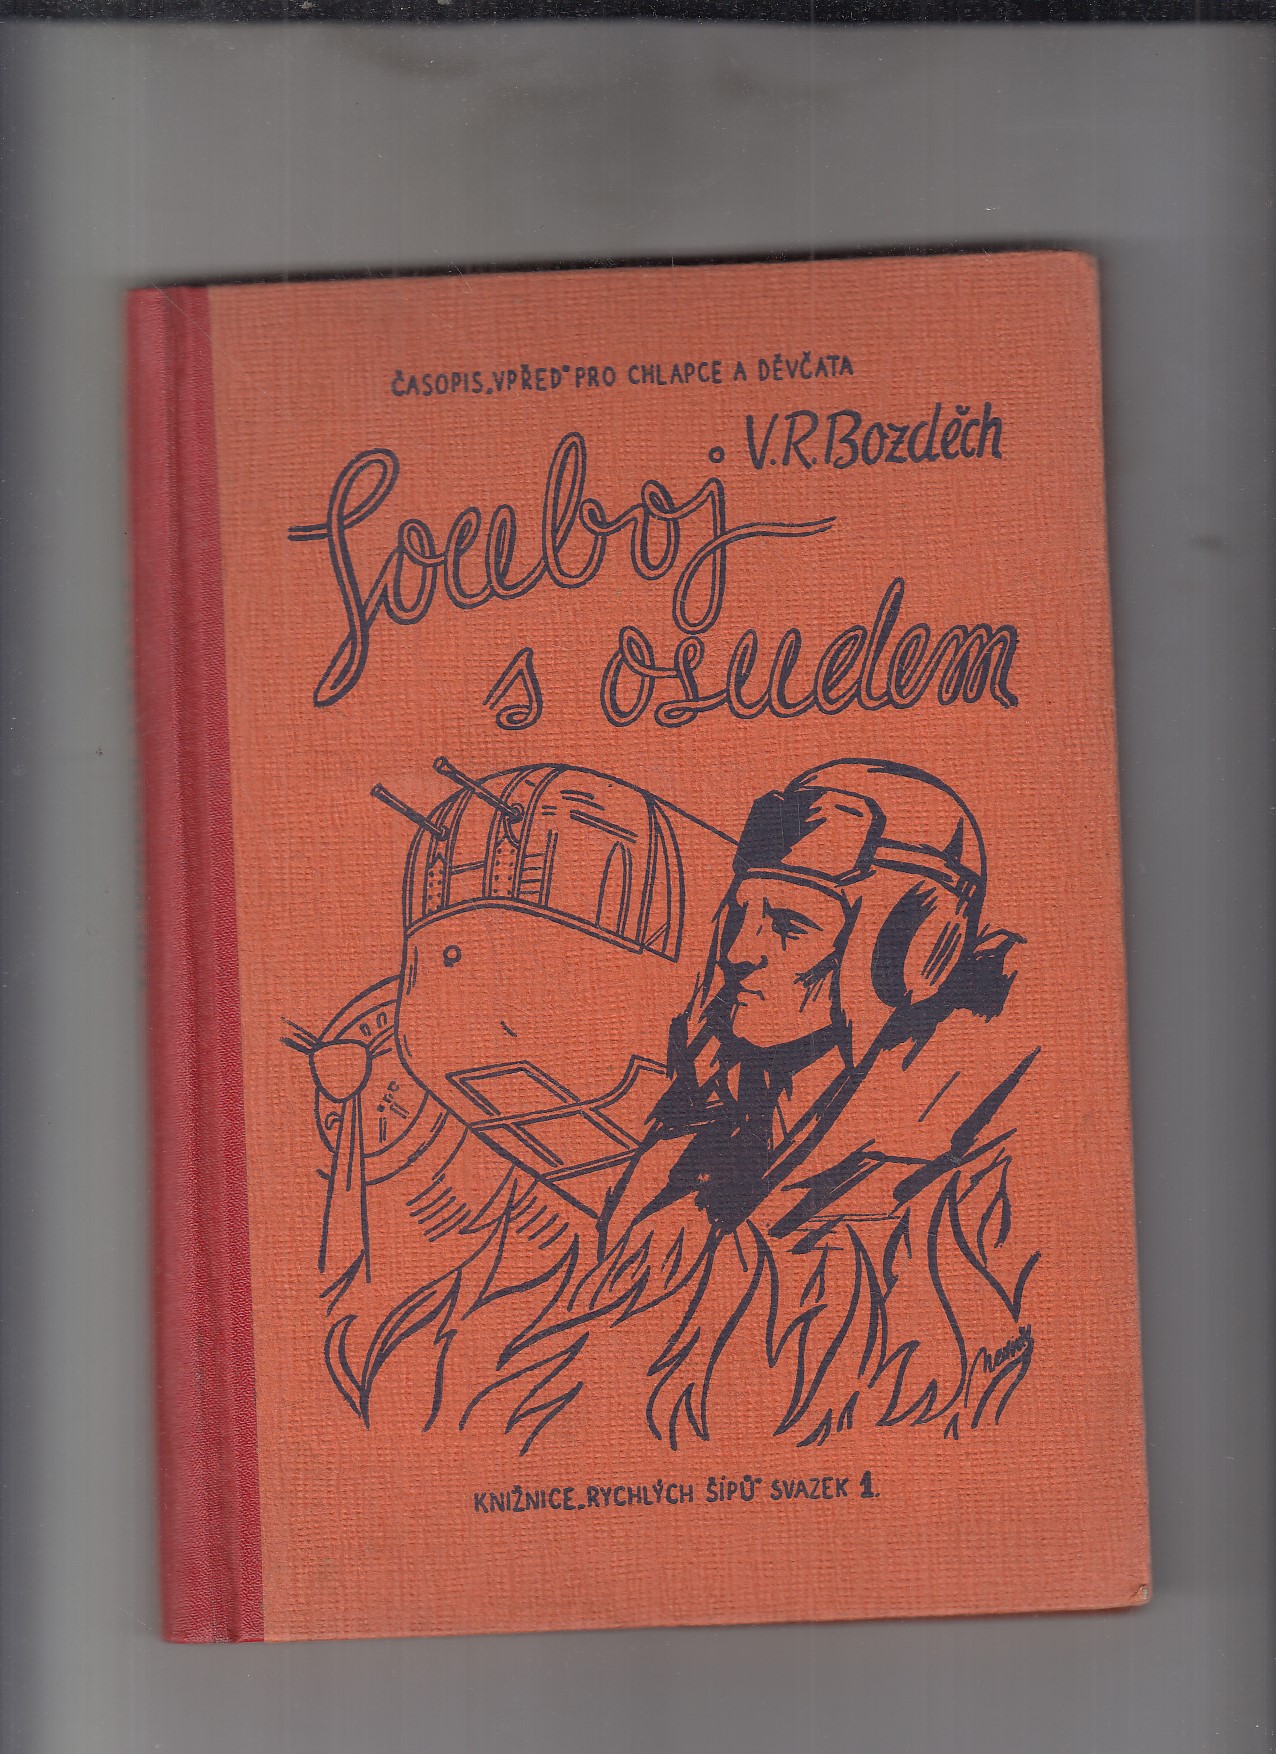 ČASOPIS „VPŘED" PRO CHLAPCE A DĚVČATA
V.R.Bozděch
Souboj
s osudem
KNIŽNICE „RYCHLÝCH ŠÍPŮ" SVAZEK 1.